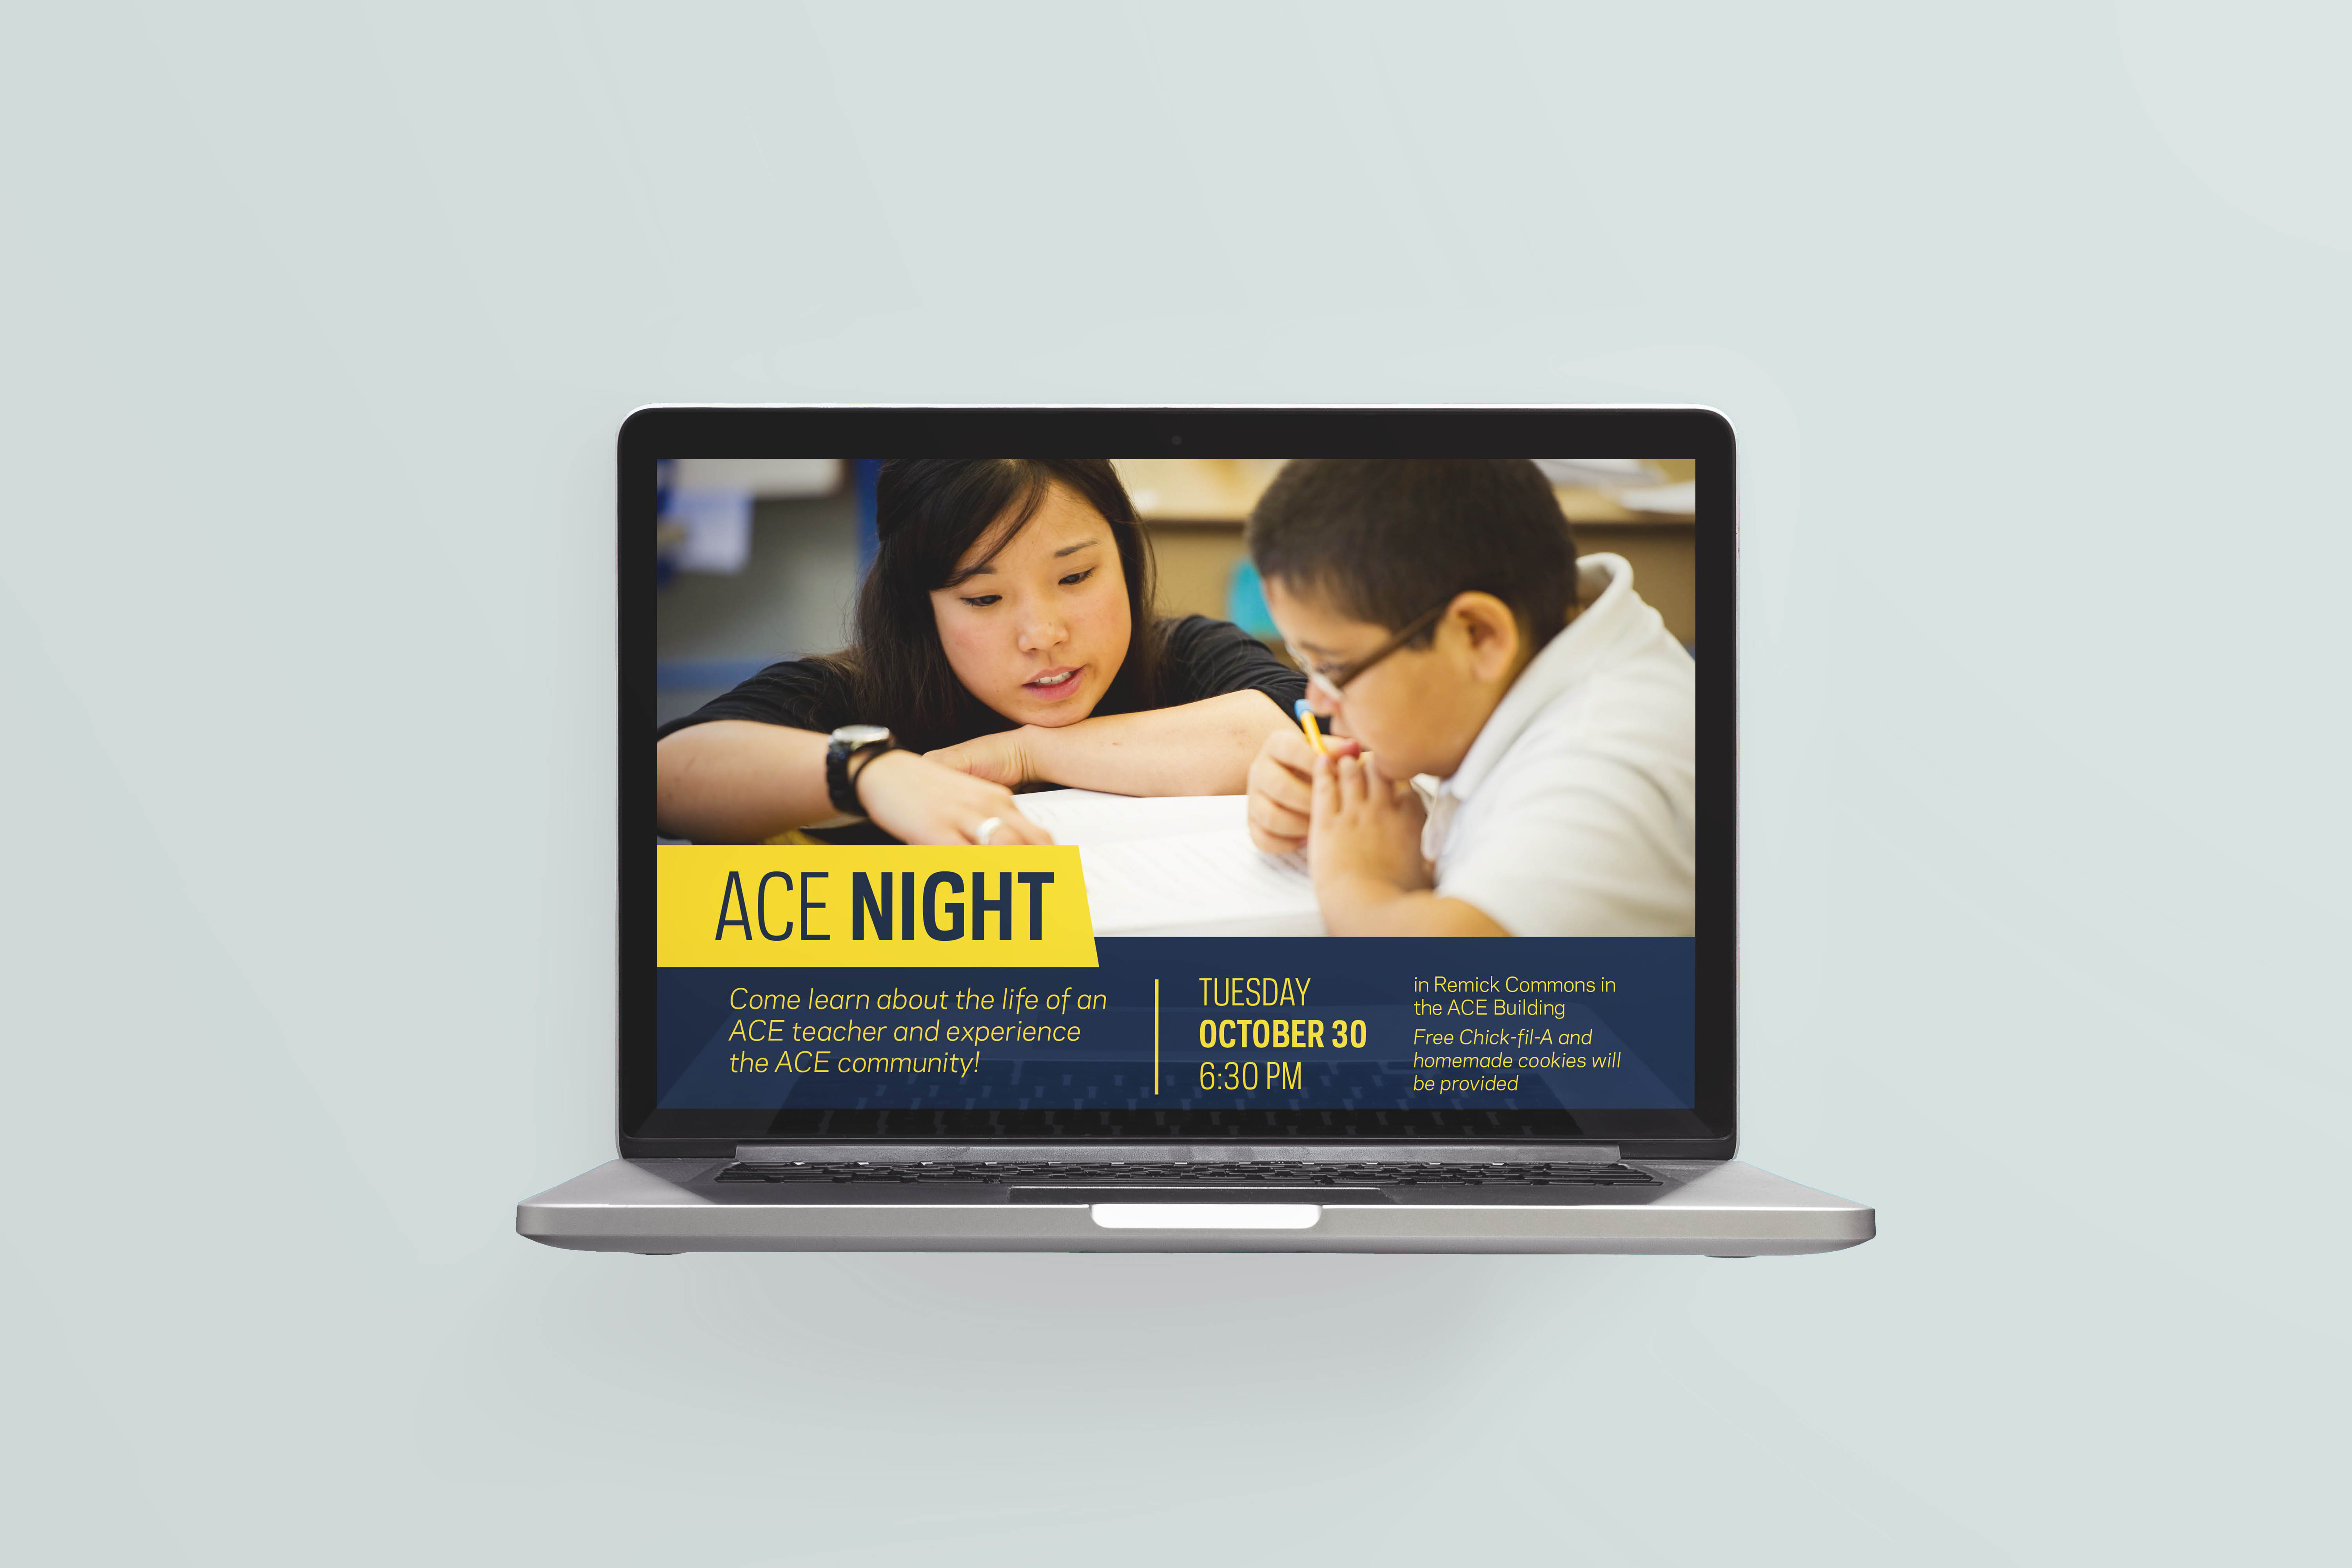 ACE NIGHT
Come learn about the life of an
ACE teacher and experience
the ACE community!
TUESDAY
OCTOBER 30
6:30 PM
in Remick Commons in
the ACE Building
Free Chick-fil-A and
homemade cookies will
be provided